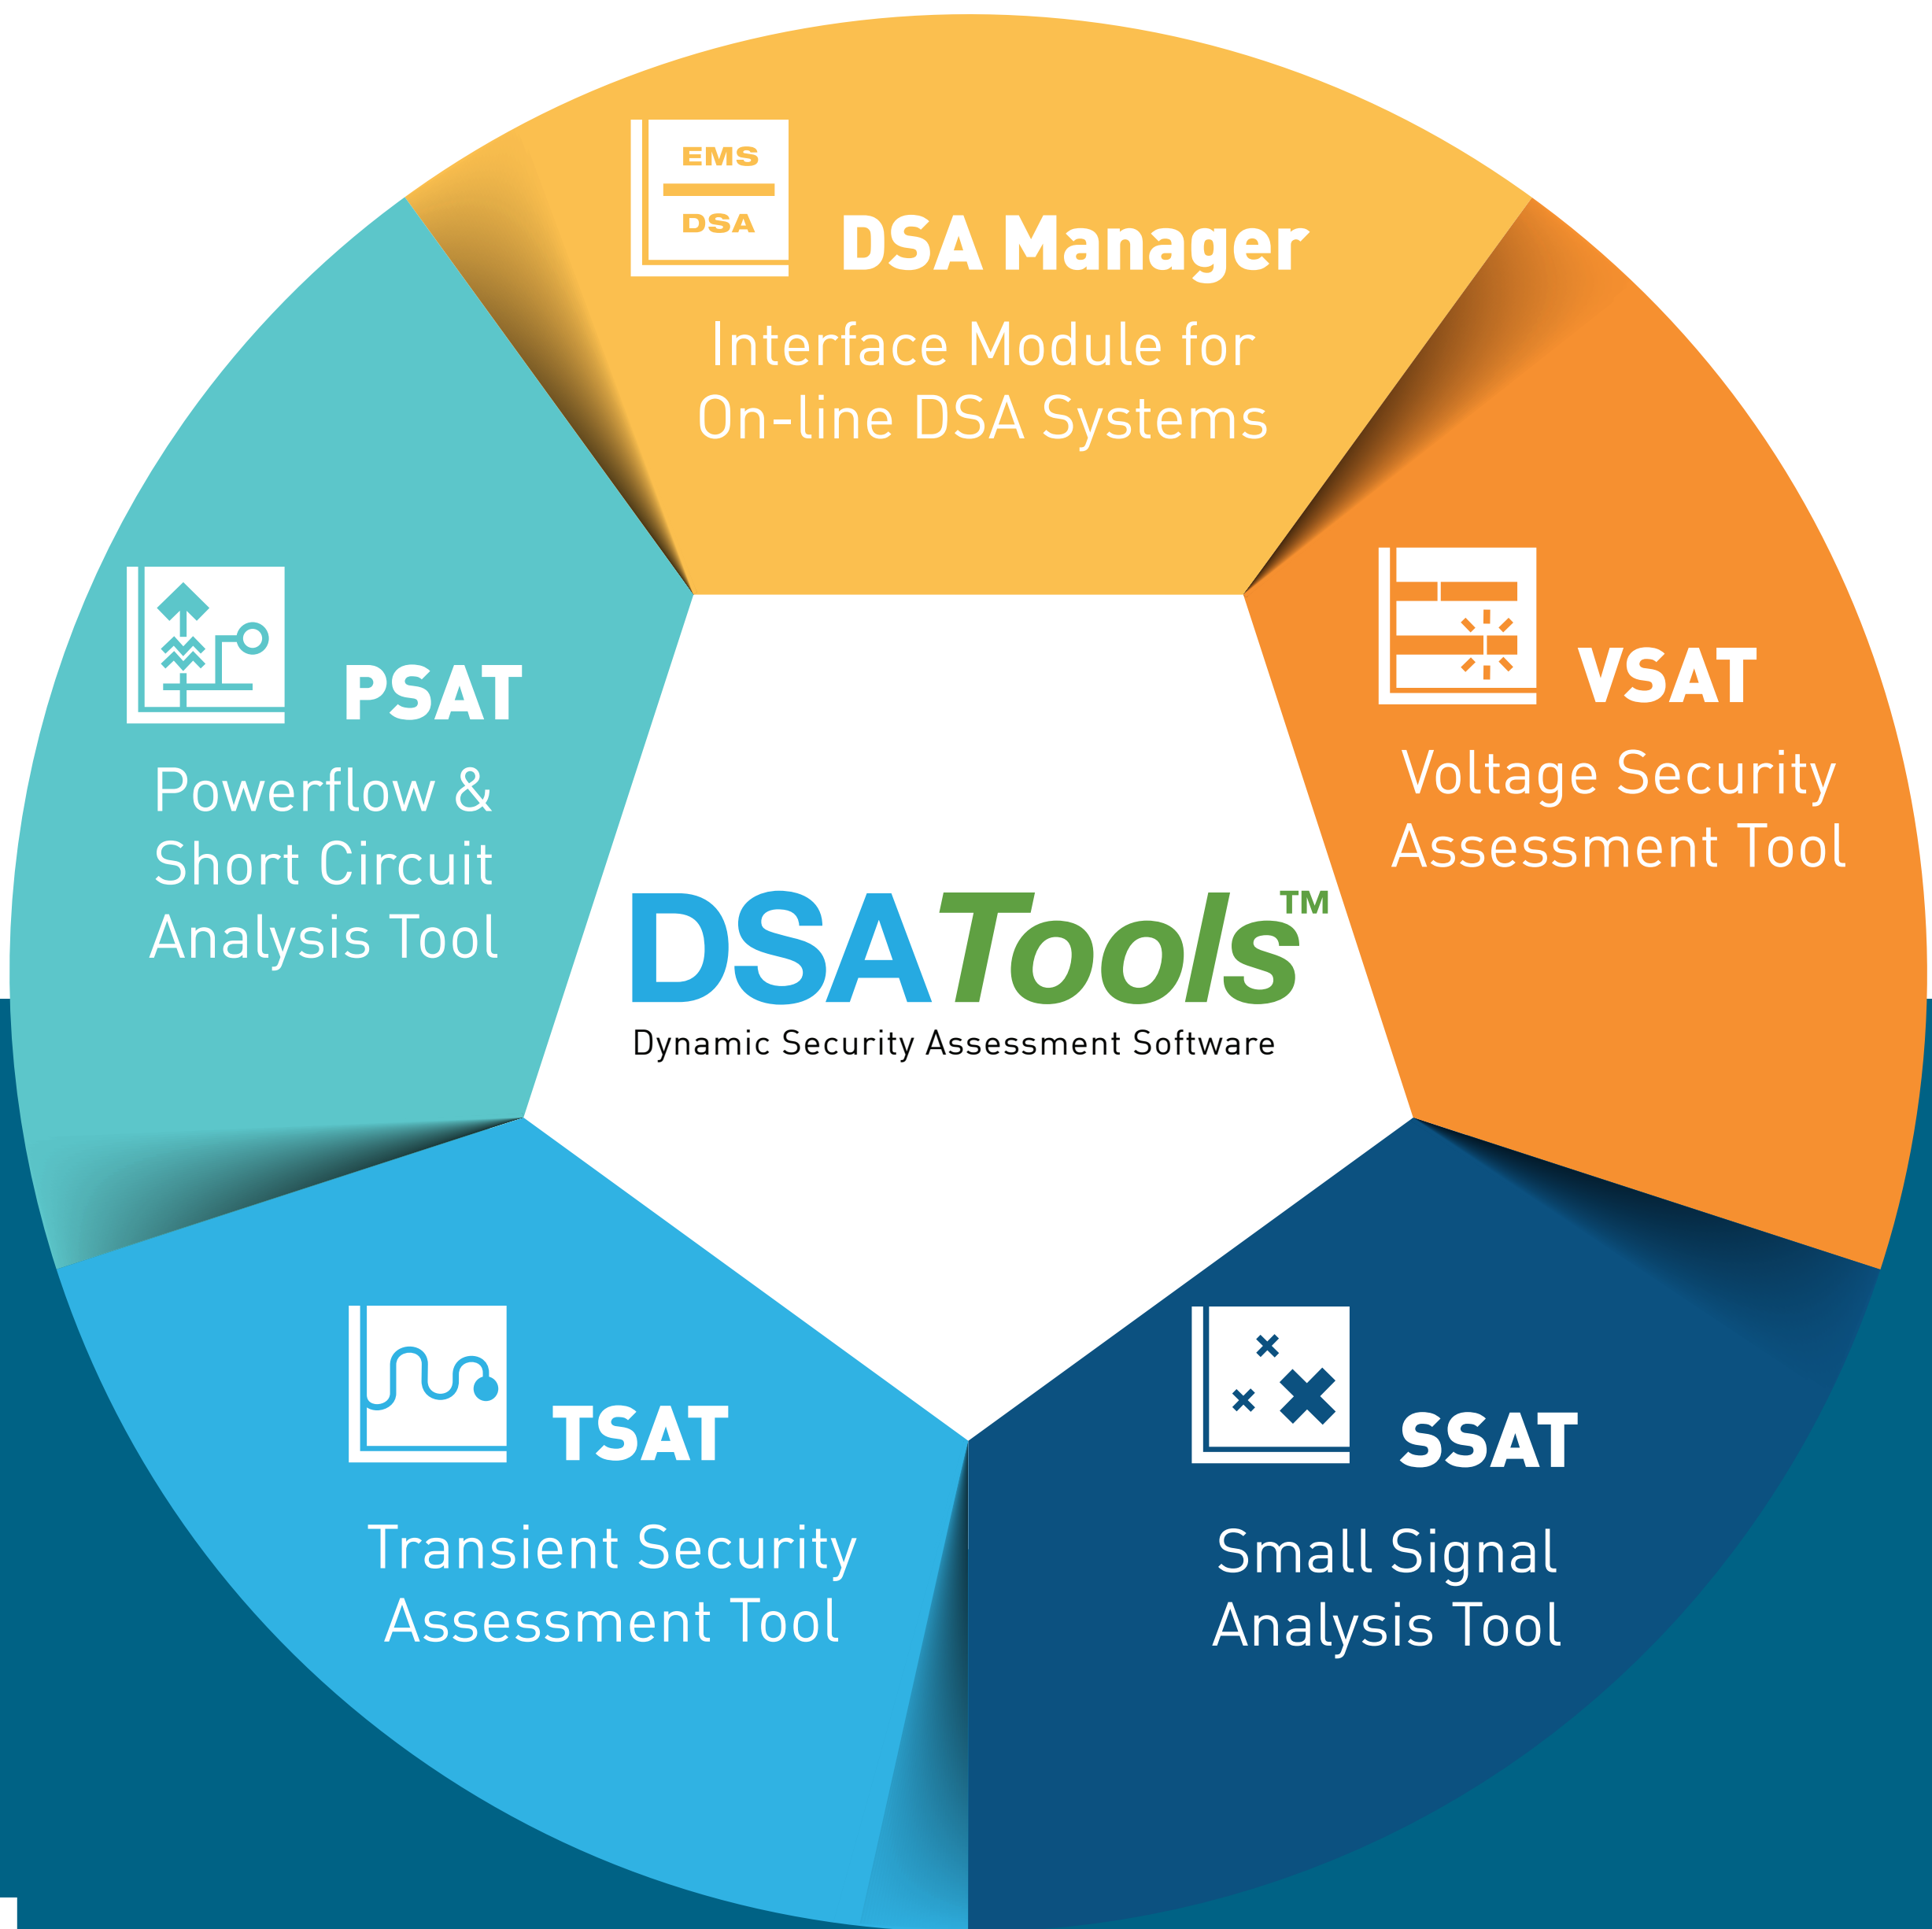 EMS
DSA
DSA Manager
Interface Module for
On-line DSA Systems
VSAT
Voltage Security
Assessment Tool
PSAT
Powerflow &
Short Circuit
Analysis Tool
DSATools™
Dynamic Security Assessment Software
TSAT
Transient Security
Assessment Tool
SSAT
Small Signal
Analysis Tool